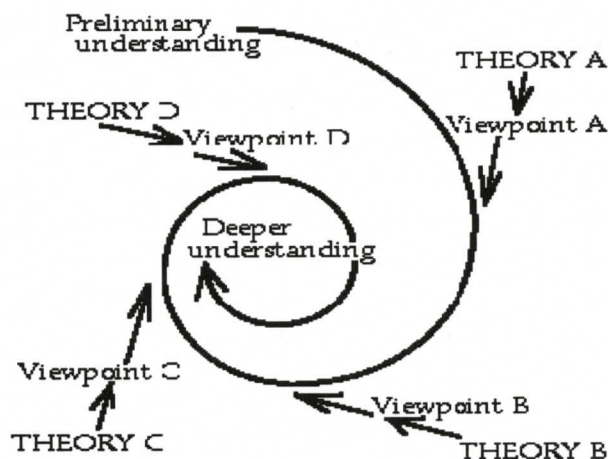 Preliminary
understanding
THEORY A
Viewpoint A
THEORY D
Viewpoint D
Deeper
understanding
Viewpoint C
THEORY C
Viewpoint B
THEORY B